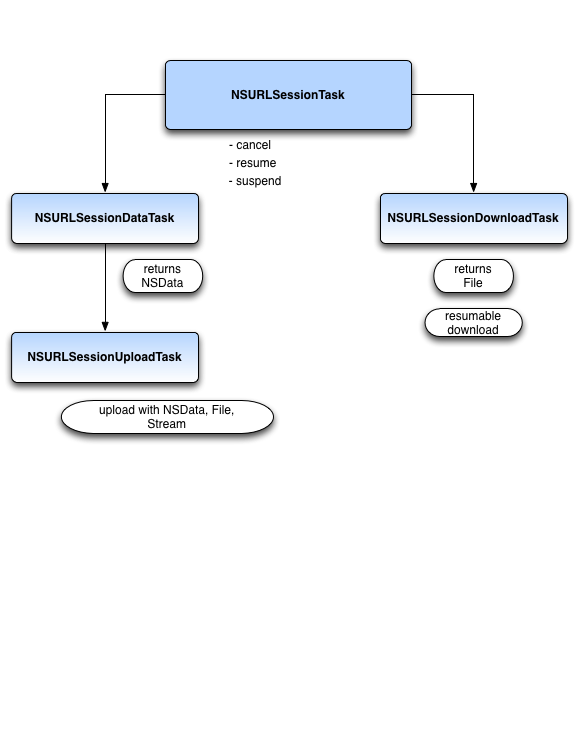 NSURLSessionTask
- cancel
- resume
- suspend
NSURLSessionDataTask
NSURLSessionDownloadTask
returns
NSData
returns
File
resumable
download
NSURLSessionUploadTask
upload with NSData, File,
Stream